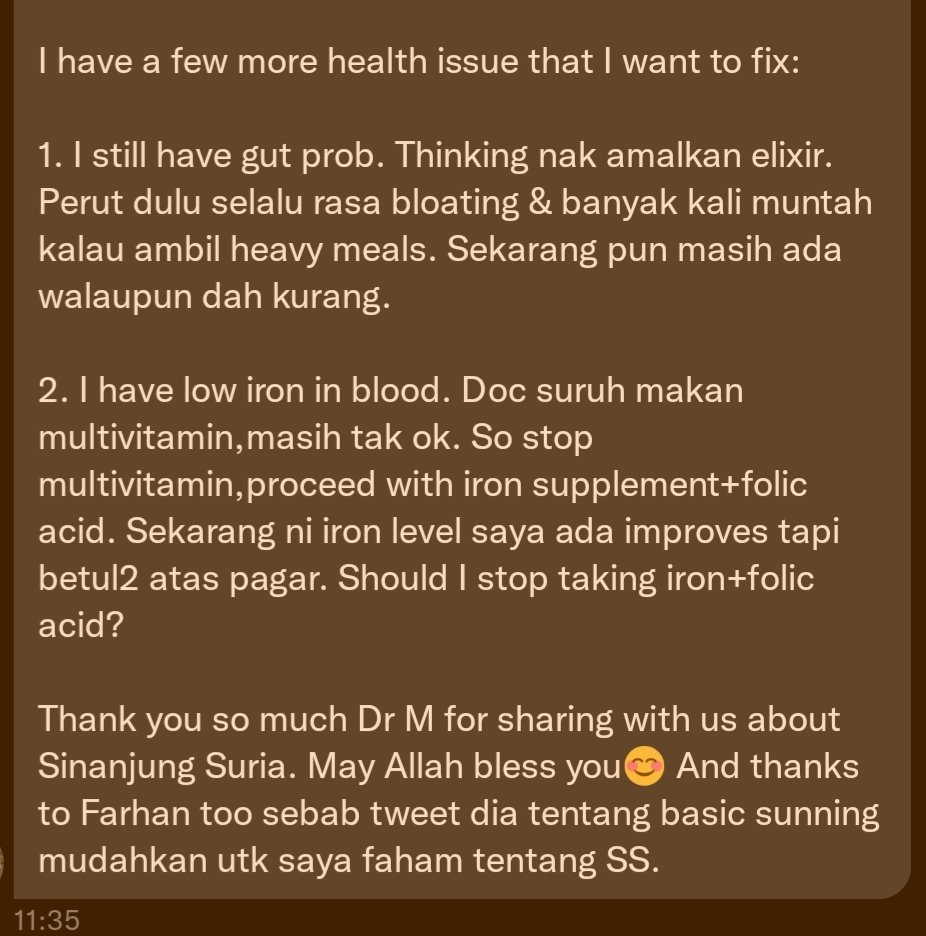 I have a few more health issue that I want to fix:
1. I still have gut prob. Thinking nak amalkan elixir.
Perut dulu selalu rasa bloating & banyak kali muntah
kalau ambil heavy meals. Sekarang pun masih ada
walaupun dah kurang.
2. I have low iron in blood. Doc suruh makan
multivitamin,masih tak ok. So stop
multivitamin,proceed with iron supplement+folic
acid. Sekarang ni iron level saya ada improves tapi
betul2 atas pagar. Should I stop taking iron+folic
acid?
Thank you so much Dr M for sharing with us about
Sinanjung Suria. May Allah bless you😊 And thanks
to Farhan too sebab tweet dia tentang basic sunning
mudahkan utk saya faham tentang SS.
11:35